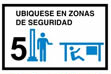 UBIQUESE EN ZONAS
DE SEGURIDAD
5